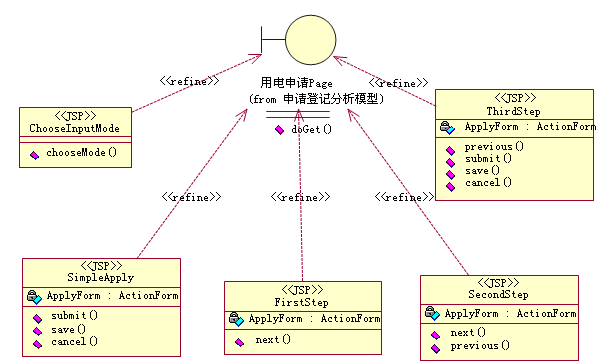 <<refine>>
用电申请Page
(from 申请登记分析模型)
doGet()
<<refine>>
<<JSP>>
ChooseInputMode
chooseMode()
<<JSP>>
ThirdStep
ApplyForm : ActionForm
previous()
submit()
save()
cancel()
<<refine>>
<<refine>>
<<refine>>
<<JSP>>
SimpleApply
ApplyForm : ActionForm
submit()
save()
cancel()
<<JSP>>
FirstStep
ApplyForm : ActionForm
next()
<<JSP>>
SecondStep
ApplyForm : ActionForm
next()
previous()